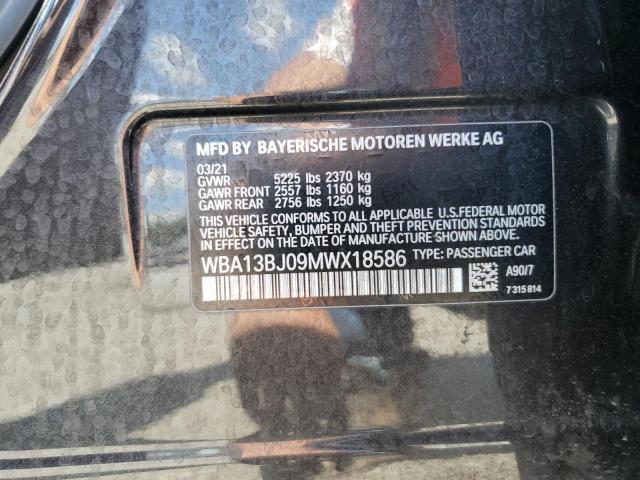 MFD BY BAYERISCHE MOTOREN WERKE AG
03/21
GVWR 5225 lbs 2370 kg
GAWR FRONT 2557 lbs 1160 kg
GAWR REAR 2756 lbs 1250 kg
THIS VEHICLE CONFORMS TO ALL APPLICABLE U.S.FEDERAL MOTOR
VEHICLE SAFETY, BUMPER, AND THEFT PREVENTION STANDARDS IN
EFFECT ON THE DATE OF MANUFACTURE SHOWN ABOVE.
WBA13BJ09MWX18586 TYPE: PASSENGER CAR
A90/7
7315814